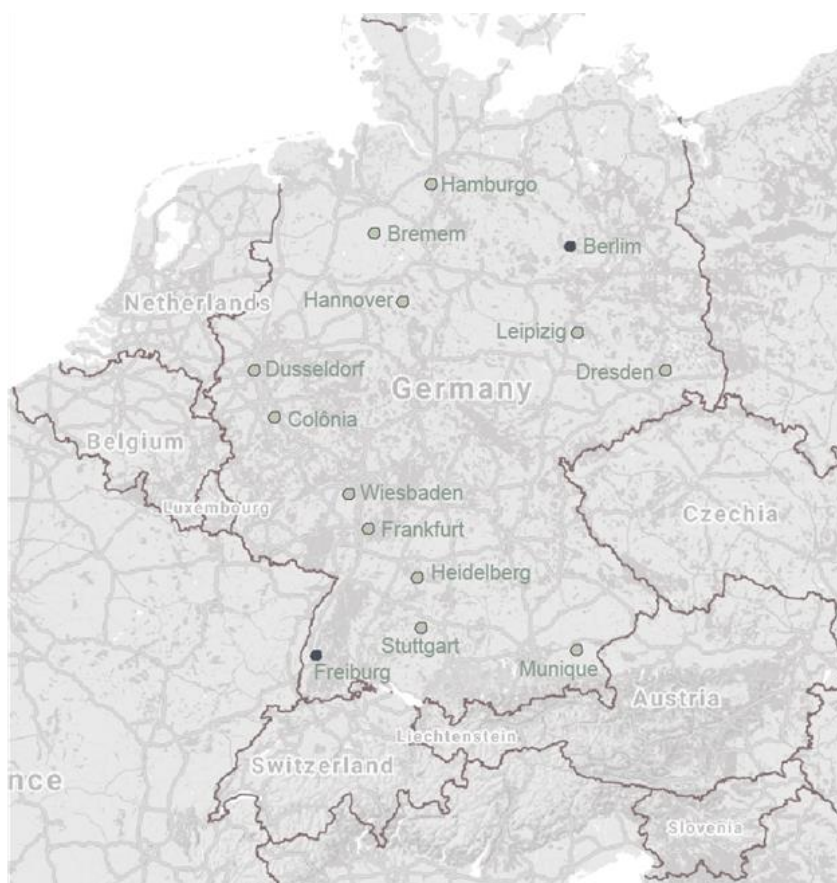 Hamburgo
Bremem
Berlim
Netherlands
Hannover
Leipizig
Dusseldorf
Dresden
Germany
Colônia
Belgium
Wiesbaden
Luxembourg
Czechia
Frankfurt
Heidelberg
Stuttgart
Munique
Freiburg
Austria
Liechtenstein
Switzerland
nce
Slovenia